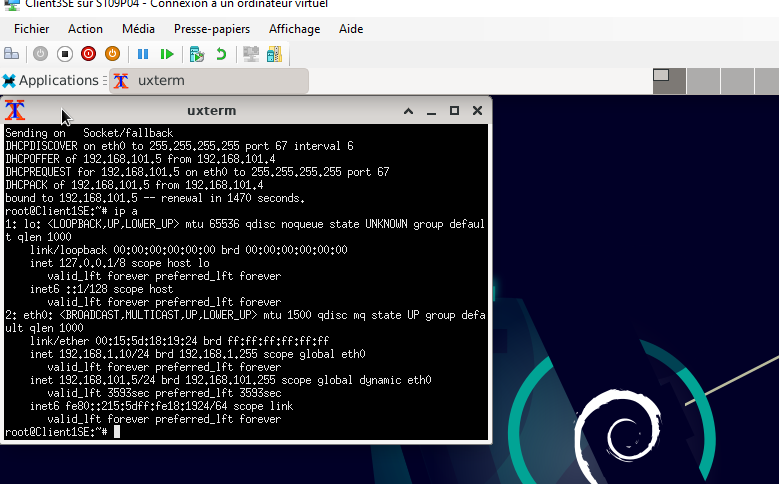 Client3SE sur ST09P04 - Connexion à un ordinateur virtuel
Fichier Action Média Presse-papiers Affichage Aide
Applications uxterm
uxterm
Sending on   Socket/fallback
DHCPDISCOVER on eth0 to 255.255.255.255 port 67 interval 6
DHCPOFFER of 192.168.101.5 from 192.168.101.4
DHCPREQUEST for 192.168.101.5 on eth0 to 255.255.255.255 port 67
DHCPACK of 192.168.101.5 from 192.168.101.4
bound to 192.168.101.5 -- renewal in 1470 seconds.
root@Client1SE:~# ip a
1: lo: <LOOPBACK,UP,LOWER_UP> mtu 65536 qdisc noqueue state UNKNOWN group defaul
t qlen 1000
    link/loopback 00:00:00:00:00:00 brd 00:00:00:00:00:00
    inet 127.0.0.1/8 scope host lo
       valid_lft forever preferred_lft forever
    inet6 ::1/128 scope host
       valid_lft forever preferred_lft forever
2: eth0: <BROADCAST,MULTICAST,UP,LOWER_UP> mtu 1500 qdisc mq state UP group defa
ult qlen 1000
    link/ether 00:15:5d:18:19:24 brd ff:ff:ff:ff:ff:ff
    inet 192.168.1.10/24 brd 192.168.1.255 scope global eth0
       valid_lft forever preferred_lft forever
    inet 192.168.101.5/24 brd 192.168.101.255 scope global dynamic eth0
       valid_lft 3593sec preferred_lft 3593sec
    inet6 fe80::215:5dff:fe18:1924/64 scope link
       valid_lft forever preferred_lft forever
root@Client1SE:~#